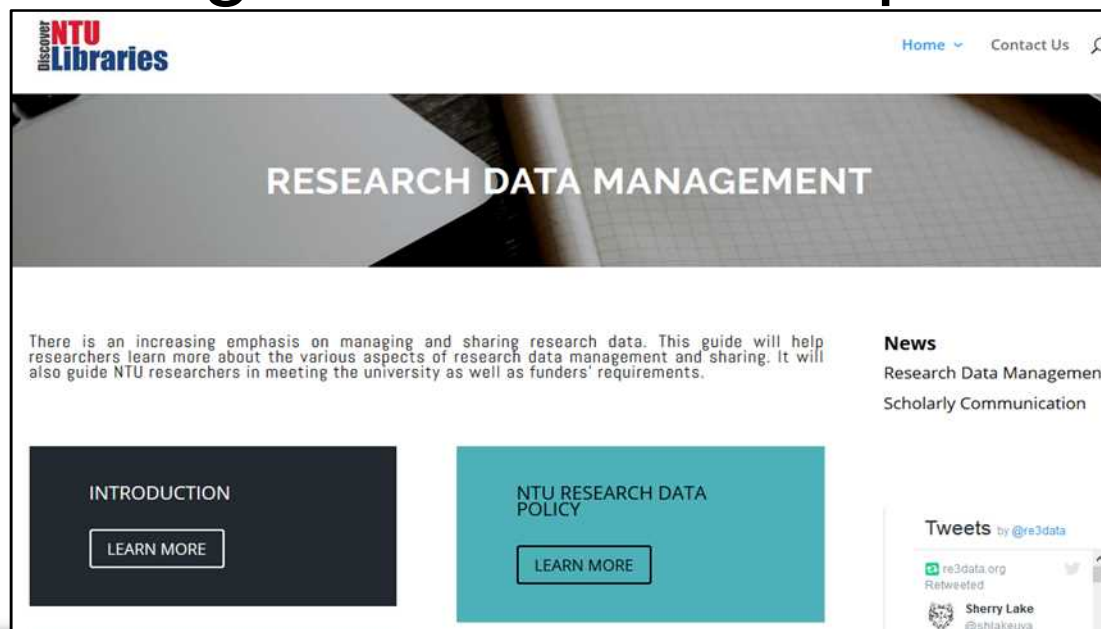 Discover
NTU
Libraries
Home
Contact Us
RESEARCH DATA MANAGEMENT
There is an increasing emphasis on managing and sharing research data. This guide will help
researchers learn more about the various aspects of research data management and sharing. It will
also guide NTU researchers in meeting the university as well as funders' requirements.
News
Research Data Managemen
Scholarly Communication
INTRODUCTION
LEARN MORE
NTU RESEARCH DATA
POLICY
LEARN MORE
Tweets by @re3data
re3data.org
Retweeted
Sherry Lake
@shlakeuva